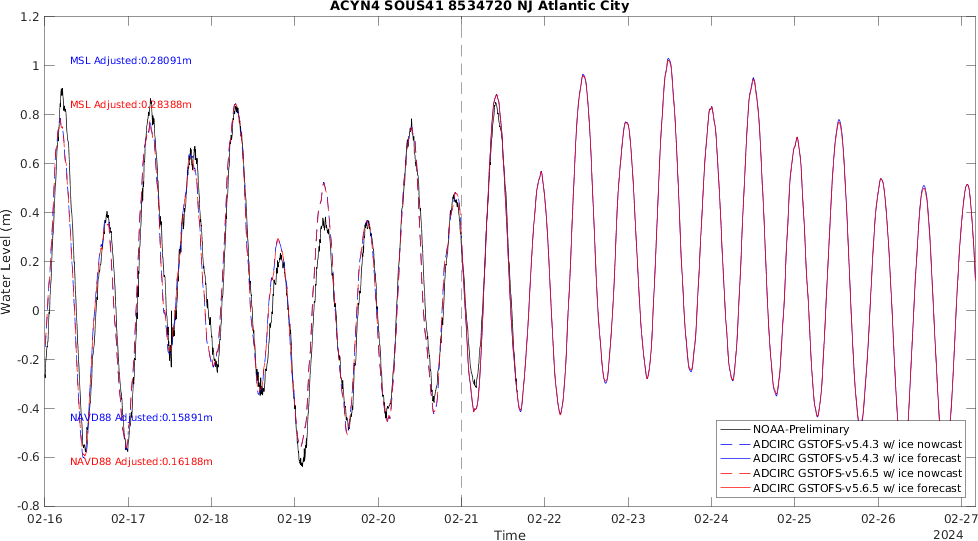 ACYN4 SOUS41 8534720 NJ Atlantic City
1.2
1
0.8
0.6
0.4
0.2
0
-0.2
-0.4
-0.6
-0.8
Water Level (m)
MSL Adjusted:0.28091m
MSL Adjusted:0.28388m
NAVD88 Adjusted:0.15891m
NAVD88 Adjusted:0.16188m
NOAA-Preliminary
ADCIRC GSTOFS-v5.4.3 w/ ice nowcast
ADCIRC GSTOFS-v5.4.3 w/ ice forecast
ADCIRC GSTOFS-v5.6.5 w/ ice nowcast
ADCIRC GSTOFS-v5.6.5 w/ ice forecast
02-16 02-17 02-18 02-19 02-20 02-21 02-22 02-23 02-24 02-25 02-26 02-27
Time
2024